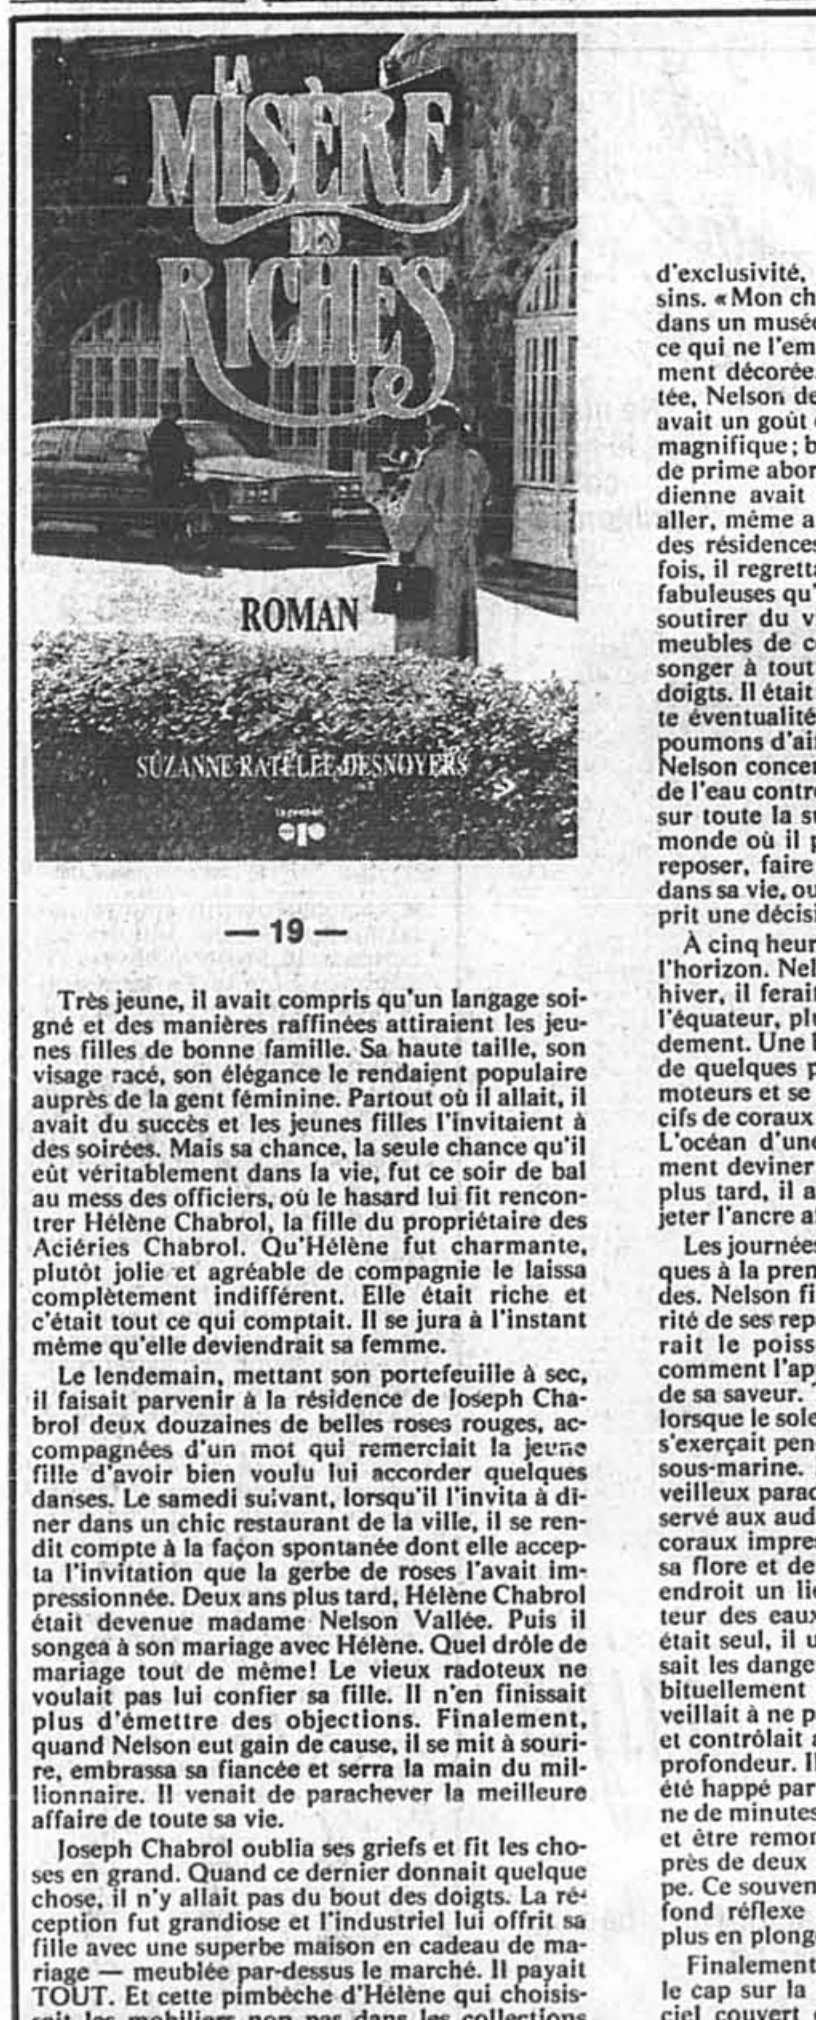 LA
MISÈRE
DES
RICHES
ROMAN
SUZANNE RATELLE-DESNOYERS
— 19 —
Très jeune, il avait compris qu'un langage soi-
gné et des manières raffinées attiraient les jeu-
nes filles de bonne famille. Sa haute taille, son
visage racé, son élégance le rendaient populaire
auprès de la gent féminine. Partout où il allait, il
avait du succès et les jeunes filles l'invitaient à
des soirées. Mais sa chance, la seule chance qu'il
eût véritablement dans la vie, fut ce soir de bal
au mess des officiers, où le hasard lui fit rencon-
trer Hélène Chabrol, la fille du propriétaire des
Aciéries Chabrol. Qu'Hélène fut charmante,
plutôt jolie et agréable de compagnie le laissa
complètement indifférent. Elle était riche et
c'était tout ce qui comptait. Il se jura à l'instant
même qu'elle deviendrait sa femme.
Le lendemain, mettant son portefeuille à sec,
il faisait parvenir à la résidence de Joseph Cha-
brol deux douzaines de belles roses rouges, ac-
compagnées d'un mot qui remerciait la jeune
fille d'avoir bien voulu lui accorder quelques
danses. Le samedi suivant, lorsqu'il l'invita à di-
ner dans un chic restaurant de la ville, il se ren-
dit compte à la façon spontanée dont elle accep-
ta l'invitation que la gerbe de roses l'avait im-
pressionnée. Deux ans plus tard, Hélène Chabrol
était devenue madame Nelson Vallée. Puis il
songea à son mariage avec Hélène. Quel drôle de
mariage tout de même! Le vieux radoteux ne
voulait pas lui confier sa fille. Il n'en finissait
plus d'émettre des objections. Finalement,
quand Nelson eut gain de cause, il se mit à souri-
re, embrassa sa fiancée et serra la main du mil-
lionnaire. Il venait de parachever la meilleure
affaire de toute sa vie.
Joseph Chabrol oublia ses griefs et fit les cho-
ses en grand. Quand ce dernier donnait quelque
chose, il n'y allait pas du bout des doigts. La ré-
ception fut grandiose et l'industriel lui offrit sa
fille avec une superbe maison en cadeau de ma-
riage — meublée par-dessus le marché. Il payait
TOUT. Et cette pimbêche d'Hélène qui choisis-
sait les mobiliers non pas dans les collections
d'exclusivité,
sins. «Mon ch
dans un musée
ce qui ne l'em
ment décorée.
tée, Nelson de
avait un goût
magnifique; b
de prime abor
dienne avait
aller, même a
des résidences
fois, il regretta
fabuleuses qu'
soutirer du v
meubles de c
songer à tout
doigts. Il était
te éventualité
poumons d'air
Nelson concer
de l'eau contre
sur toute la su
monde où il p
reposer, faire
dans sa vie, ou
prit une décisi
À cinq heur
l'horizon. Nel
hiver, il ferait
l'équateur, plu
dement. Une l
de quelques p
moteurs et se
cifs de coraux
L'océan d'une
ment deviner
plus tard, il a
jeter l'ancre a
Les journées
ques à la pren
des. Nelson fi
rité de ses rep
rait le poiss
comment l'app
de sa saveur.
lorsque le sole
s'exerçait pen
sous-marine.
veilleux parad
servé aux aud
coraux impres
sa flore et de
endroit un lie
teur des eaux
était seul, il u
sait les dange
bituellement
veillait à ne p
et contrôlait a
profondeur. Il
été happé par
ne de minutes
et être remon
près de deux
pe. Ce souven
fond réflexe
plus en plong
Finalement
le cap sur la
ciel couvert